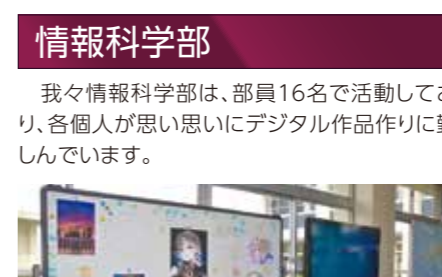 情報科学部
我々情報科学部は、部員16名で活動してお
り、各個人が思い思いにデジタル作品作りに勤
しんでいます。